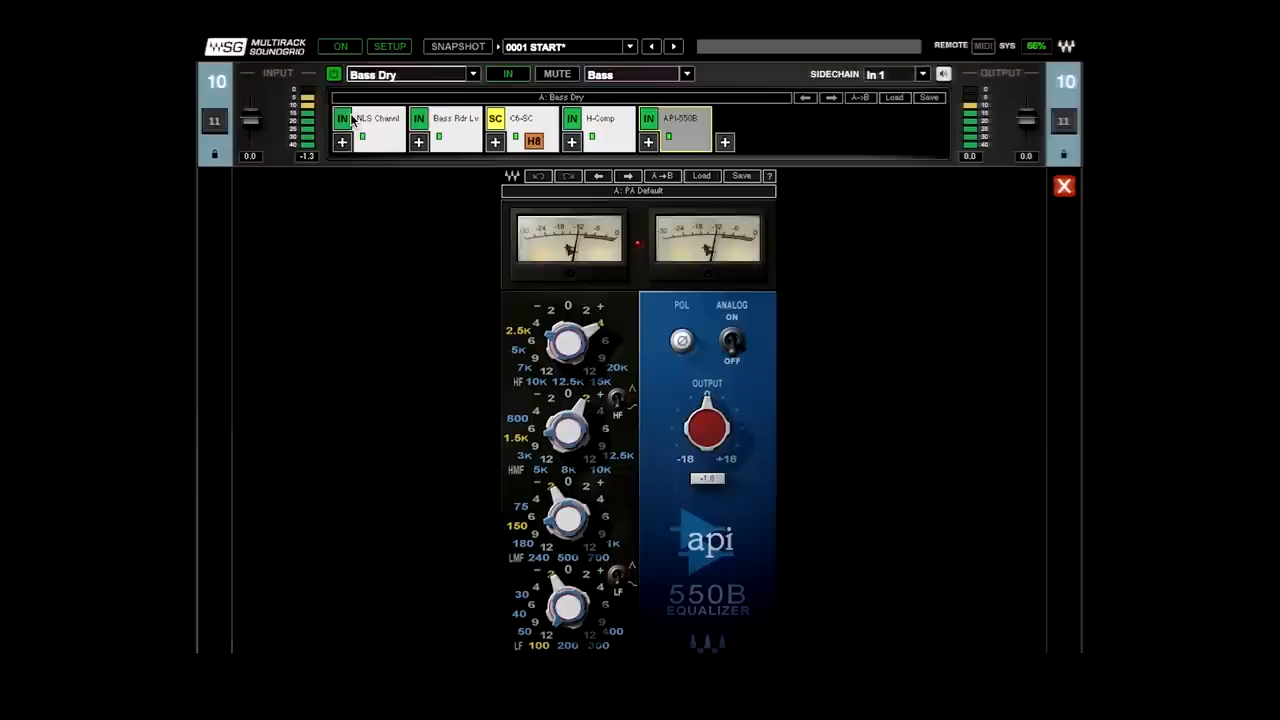 WSG MULTIRACK SOUNDGRID ON SETUP SNAPSHOT 0001 START* REMOTE MIDI SYS 66%
10 INPUT Bass Dry IN MUTE Bass SIDECHAIN In 1 OUTPUT 10
A: Bass Dry A->B Load Save
11 IN NLS Channl IN Bass Rdr Lv SC C6-SC IN H-Comp IN API-550B 11
+ + + H8 + + +
0.0 -1.3 0.0 0.0
A->B Load Save ?
A: PA Default
POL ANALOG
ON
OFF
OUTPUT
-18 +18
-1.8
2.5K
5K
7K 20K
HF 10K 12.5K 15K
HF
800
1.5K
3K 12.5K
HMF 5K 8K 10K
75
150
180 1K
LMF 240 500 700
LF
30
40
50 400
LF 100 200 300
api
550B
EQUALIZER